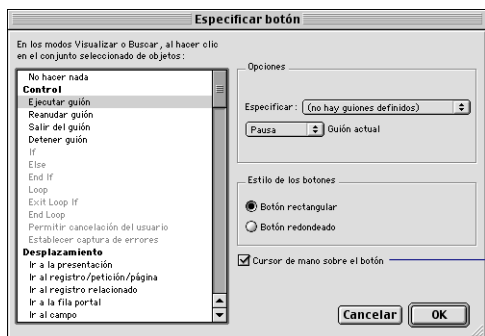 Especificar botón
En los modos Visualizar o Buscar, al hacer clic
en el conjunto seleccionado de objetos:
No hacer nada
Control
Ejecutar guión
Reanudar guión
Salir del guión
Detener guión
If
Else
End If
Loop
Exit Loop If
End Loop
Permitir cancelación del usuario
Establecer captura de errores
Desplazamiento
Ir a la presentación
Ir al registro/petición/página
Ir al registro relacionado
Ir a la fila portal
Ir al campo
Opciones
Especificar: (no hay guiones definidos)
Pausa Guión actual
Estilo de los botones
Botón rectangular
Botón redondeado
Cursor de mano sobre el botón
Cancelar OK